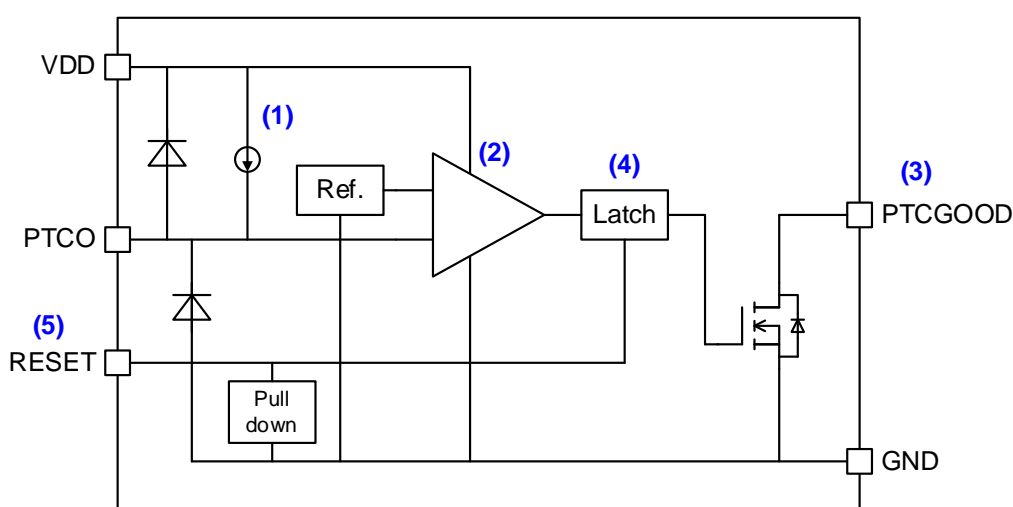 VDD
(1)
(2)
(4)
(3)
Ref.
Latch
PTCGOOD
PTCO
(5)
RESET
Pull
down
GND